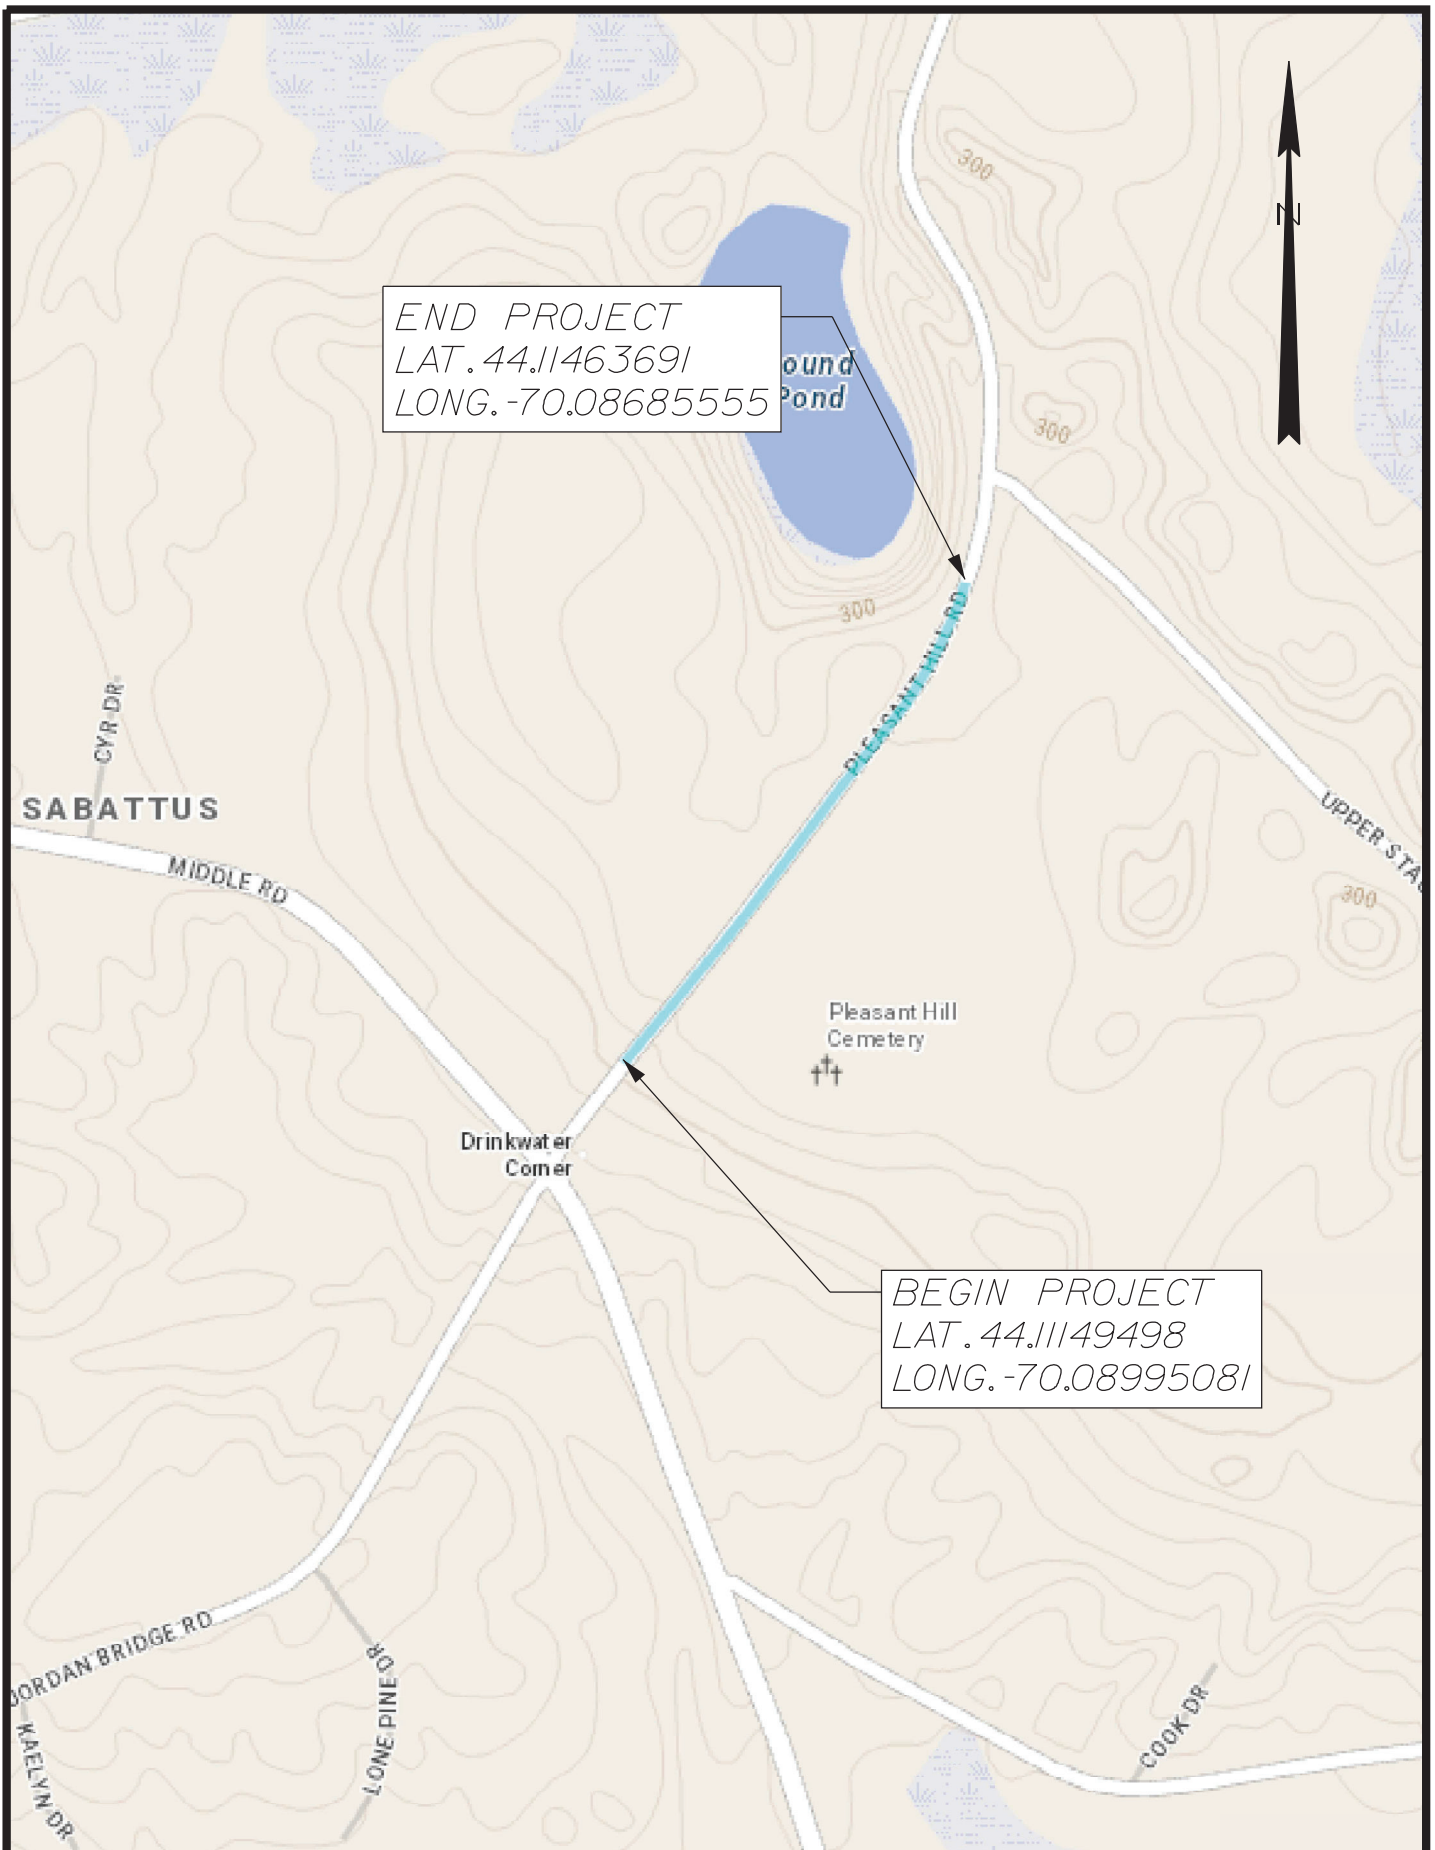 300
N
END PROJECT
LAT. 44.11463691
LONG. -70.08685555
ound
Pond
300
300
PLEASANT HILL RD
CYR DR
SABATTUS
UPPER STAG
MIDDLE RD
300
Pleasant Hill
Cemetery
Drinkwater
Corner
BEGIN PROJECT
LAT. 44.11149498
LONG. -70.08995081
JORDAN BRIDGE RD
LONE PINE DR
COOK DR
KAELYN DR